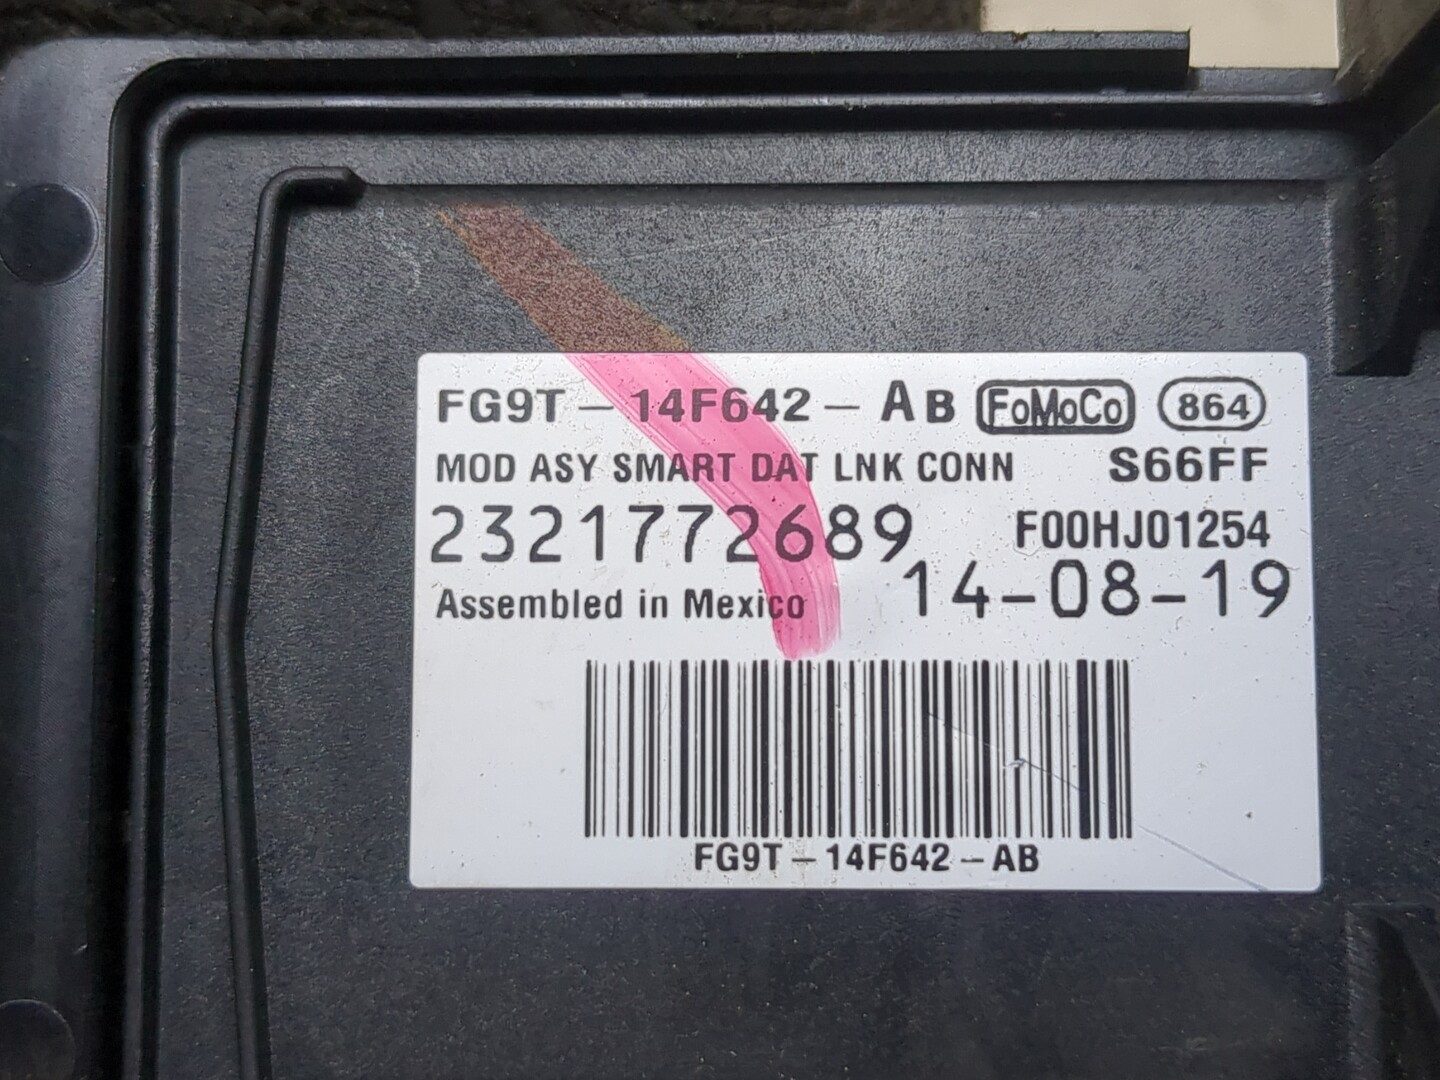 FG9T - 14F642 - AB FoMoCo 864
MOD ASY SMART DAT LNK CONN S66FF
2321772689 F00HJ01254
Assembled in Mexico 14-08-19
FG9T - 14F642 - AB